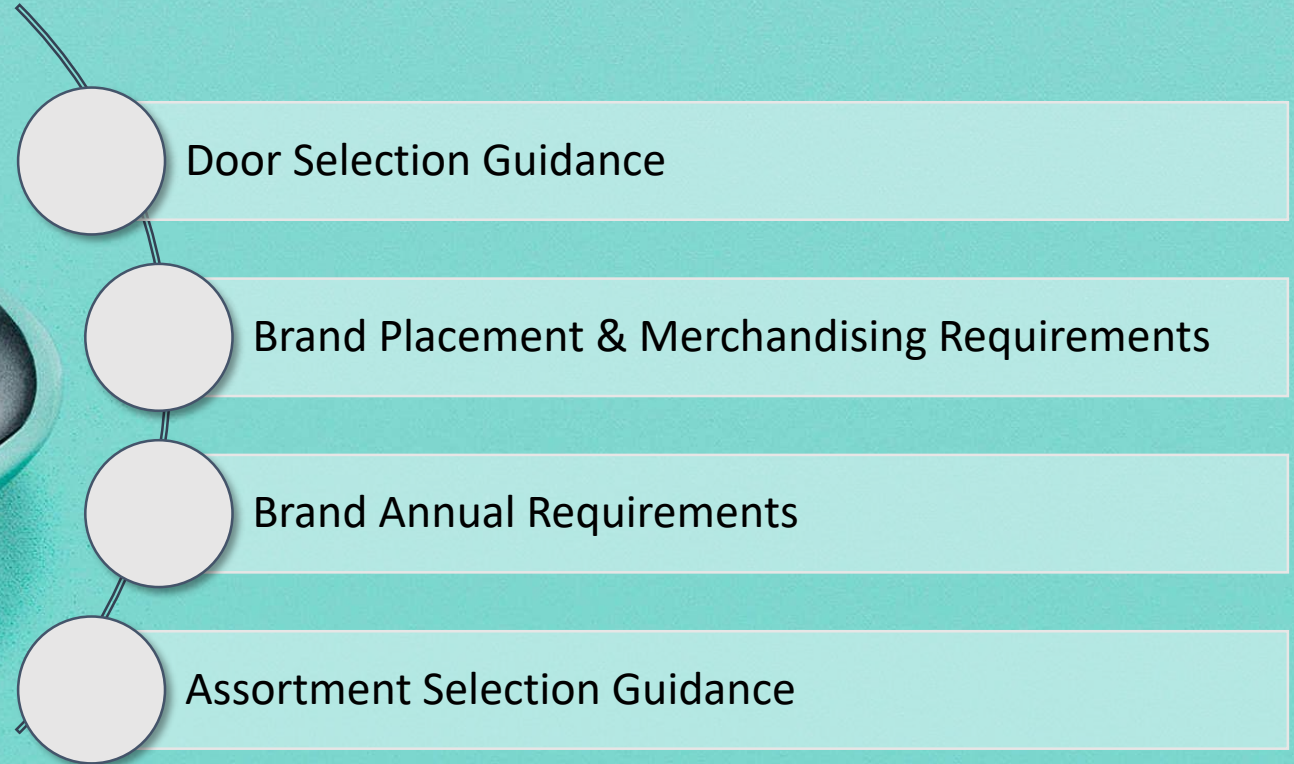 Door Selection Guidance
Brand Placement & Merchandising Requirements
Brand Annual Requirements
Assortment Selection Guidance